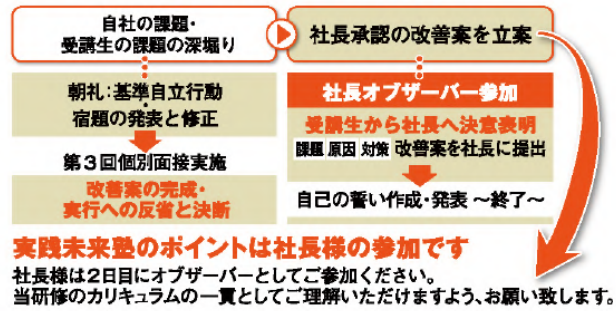 自社の課題・
受講生の課題の深堀り
朝礼:基準自立行動
宿題の発表と修正
第3回個別面接実施
改善案の完成・
実行への反省と決断
社長承認の改善案を立案
社長オブザーバー参加
受講生から社長へ決意表明
課題 原因 対策 改善案を社長に提出
自己の誓い作成・発表 ～終了～
実践未来塾のポイントは社長様の参加です
社長様は2日目にオブザーバーとしてご参加ください。
当研修のカリキュラムの一貫としてご理解いただけますよう、お願い致します。